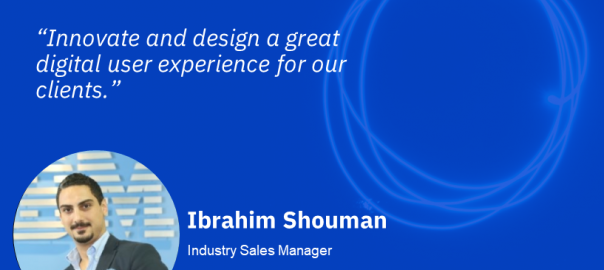 “Innovate and design a great
digital user experience for our
clients.”
Ibrahim Shouman
Industry Sales Manager